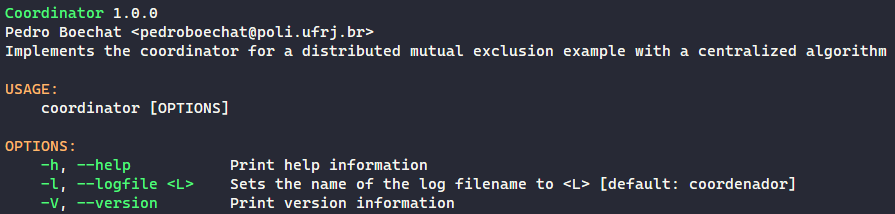 Coordinator 1.0.0
Pedro Boechat <pedroboechat@poli.ufrj.br>
Implements the coordinator for a distributed mutual exclusion example with a centralized algorithm
USAGE:
coordinator [OPTIONS]
OPTIONS:
-h, --help Print help information
-l, --logfile <L> Sets the name of the log filename to <L> [default: coordenador]
-V, --version Print version information